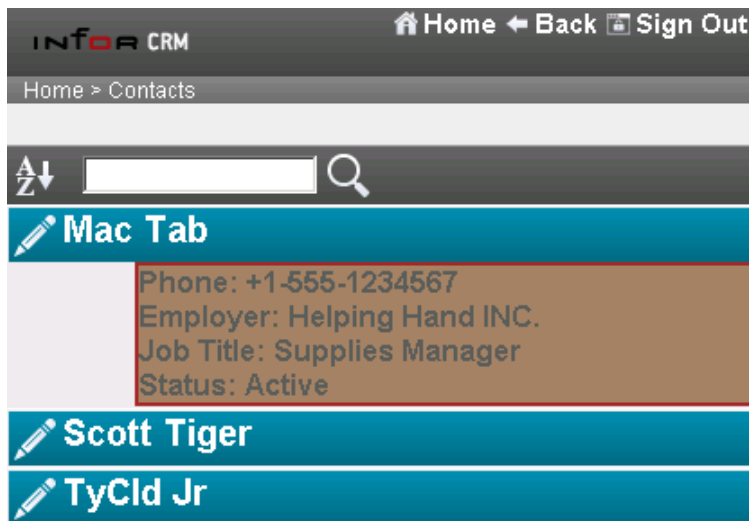 infor CRM
Home Back Sign Out
Home > Contacts
AZ
Mac Tab
Phone: +1-555-1234567
Employer: Helping Hand INC.
Job Title: Supplies Manager
Status: Active
Scott Tiger
TyCld Jr